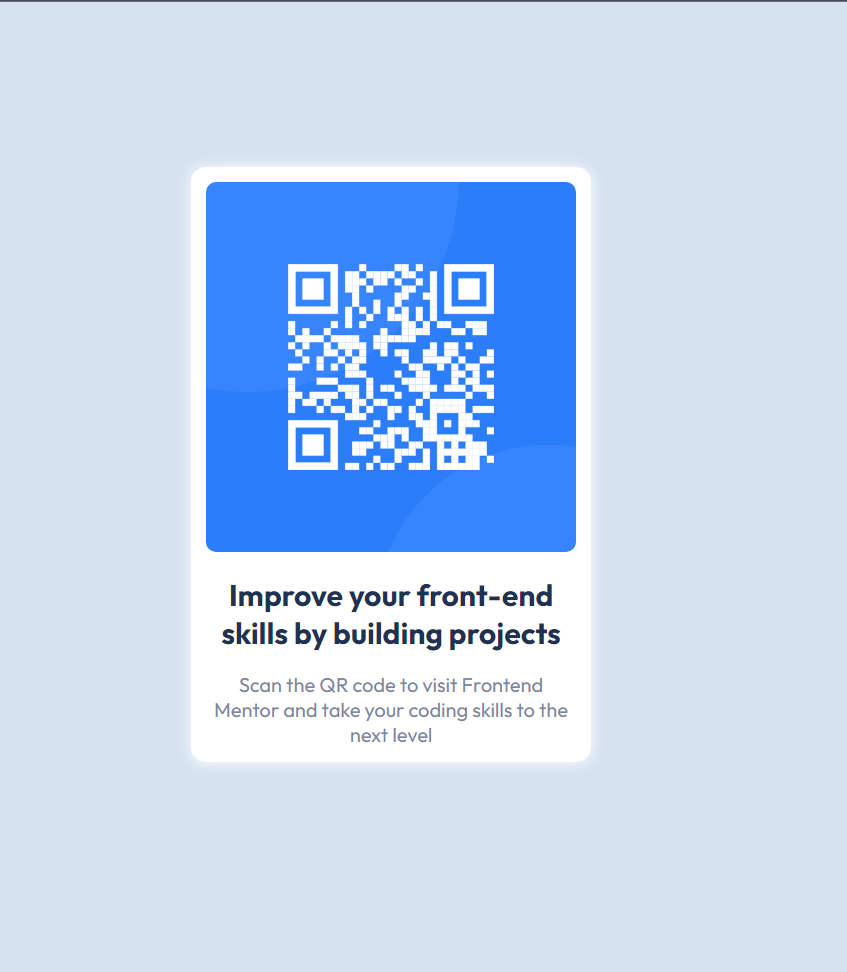 Improve your front-end
skills by building projects
Scan the QR code to visit Frontend
Mentor and take your coding skills to the
next level